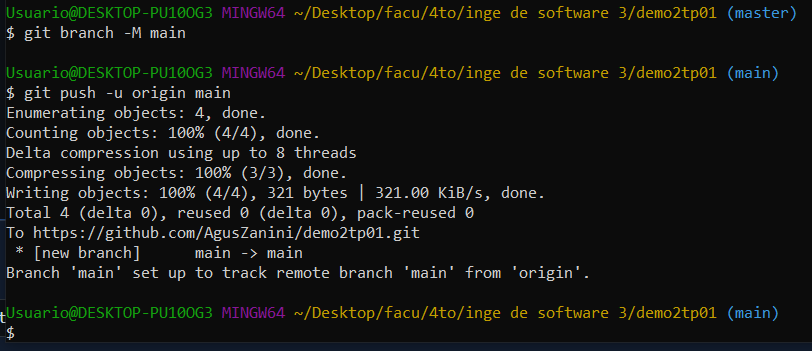 Usuario@DESKTOP-PU10OG3 MINGW64 ~/Desktop/facu/4to/inge de software 3/demo2tp01 (master)
$ git branch -M main
Usuario@DESKTOP-PU10OG3 MINGW64 ~/Desktop/facu/4to/inge de software 3/demo2tp01 (main)
$ git push -u origin main
Enumerating objects: 4, done.
Counting objects: 100% (4/4), done.
Delta compression using up to 8 threads
Compressing objects: 100% (3/3), done.
Writing objects: 100% (4/4), 321 bytes | 321.00 KiB/s, done.
Total 4 (delta 0), reused 0 (delta 0), pack-reused 0
To https://github.com/AgusZanini/demo2tp01.git
 * [new branch]      main -> main
Branch 'main' set up to track remote branch 'main' from 'origin'.
Usuario@DESKTOP-PU10OG3 MINGW64 ~/Desktop/facu/4to/inge de software 3/demo2tp01 (main)
$